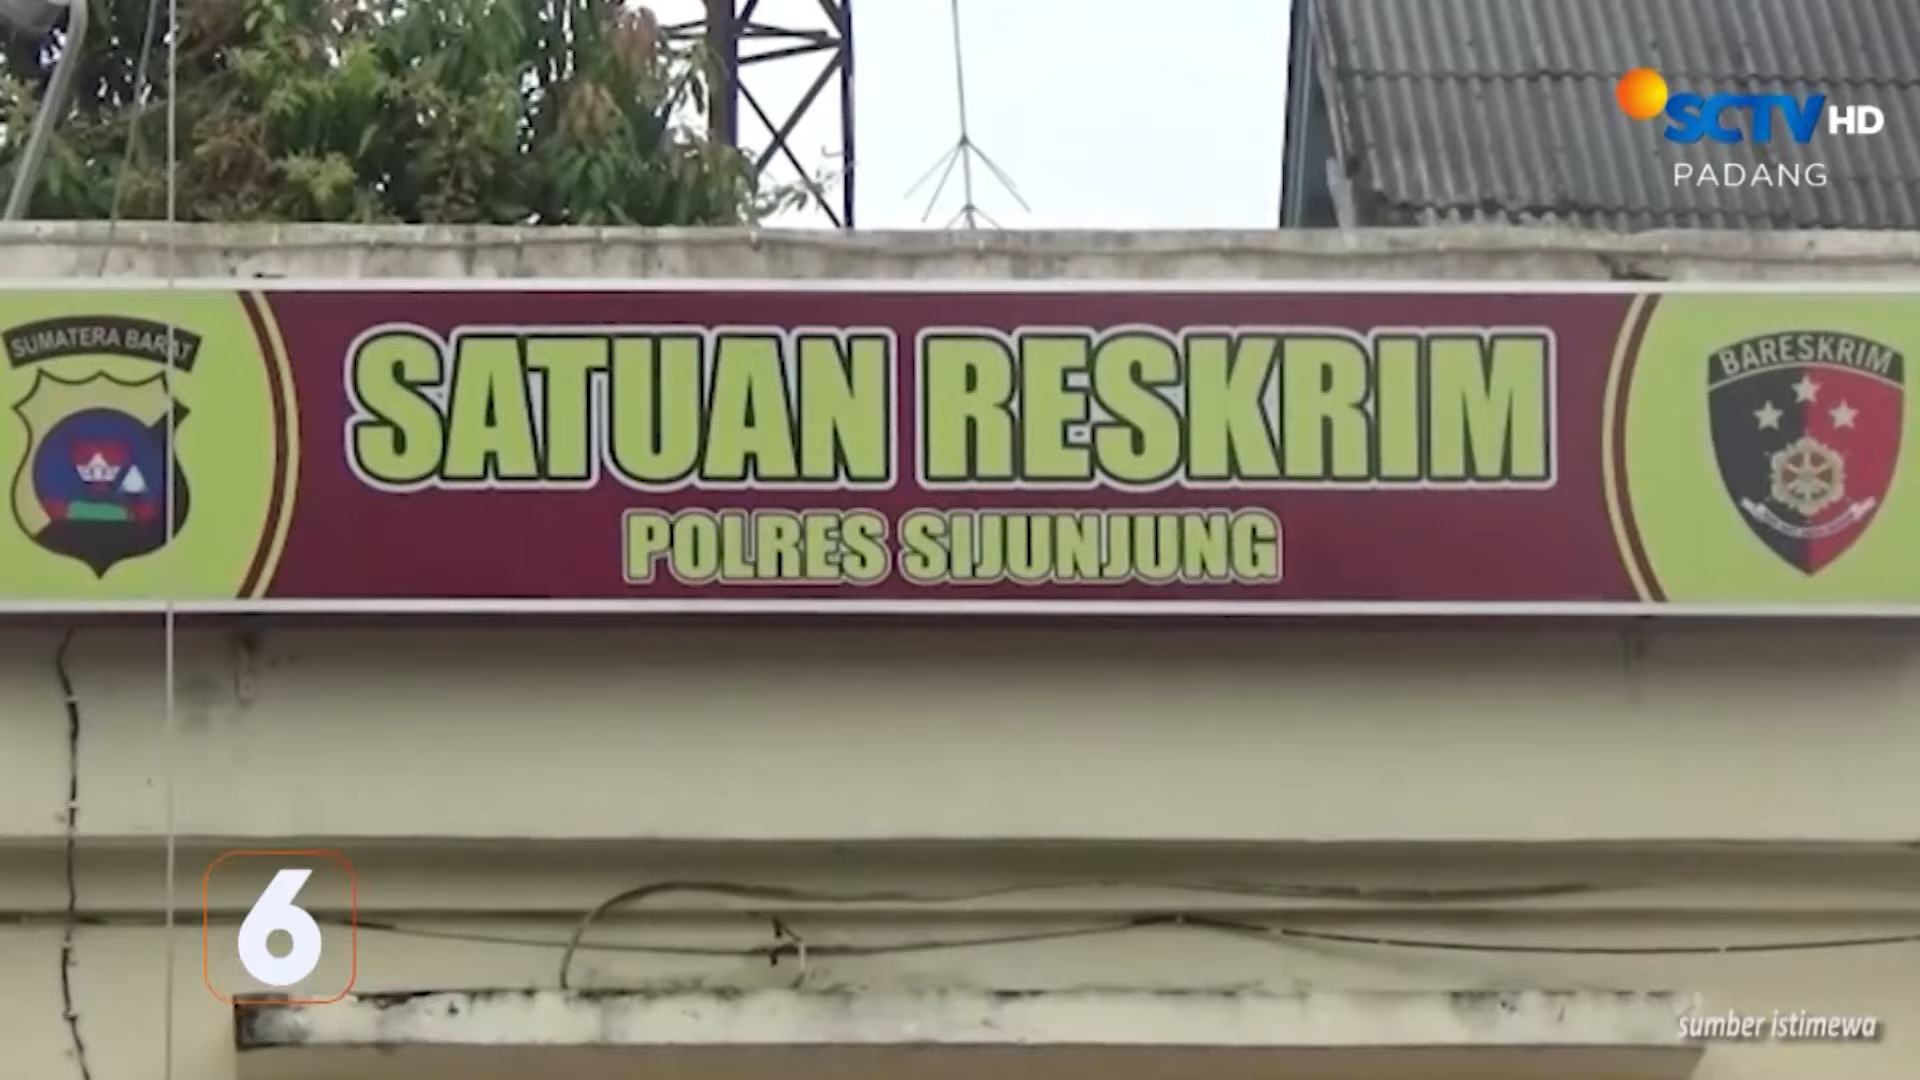 SCTV HD
PADANG
SUMATERA BARAT
SATUAN RESKRIM
POLRES SIJUNJUNG
BARESKRIM
6
sumber istimewa